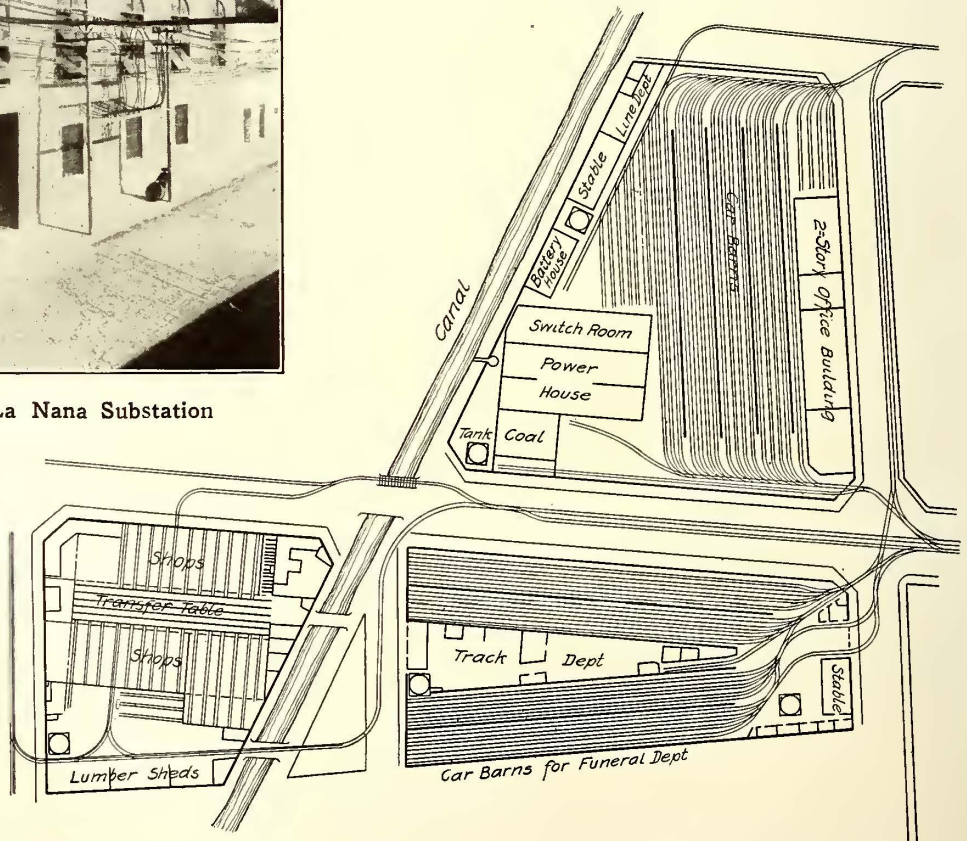 La Nana Substation
Canal
Line Dept
Stable
Battery
House
Car Barns
2-Story Office Building
Switch Room
Power
House
Tank
Coal
Shops
Transfer Table
Shops
Lumber Sheds
Track Dept
Stable
Car Barns for Funeral Dept